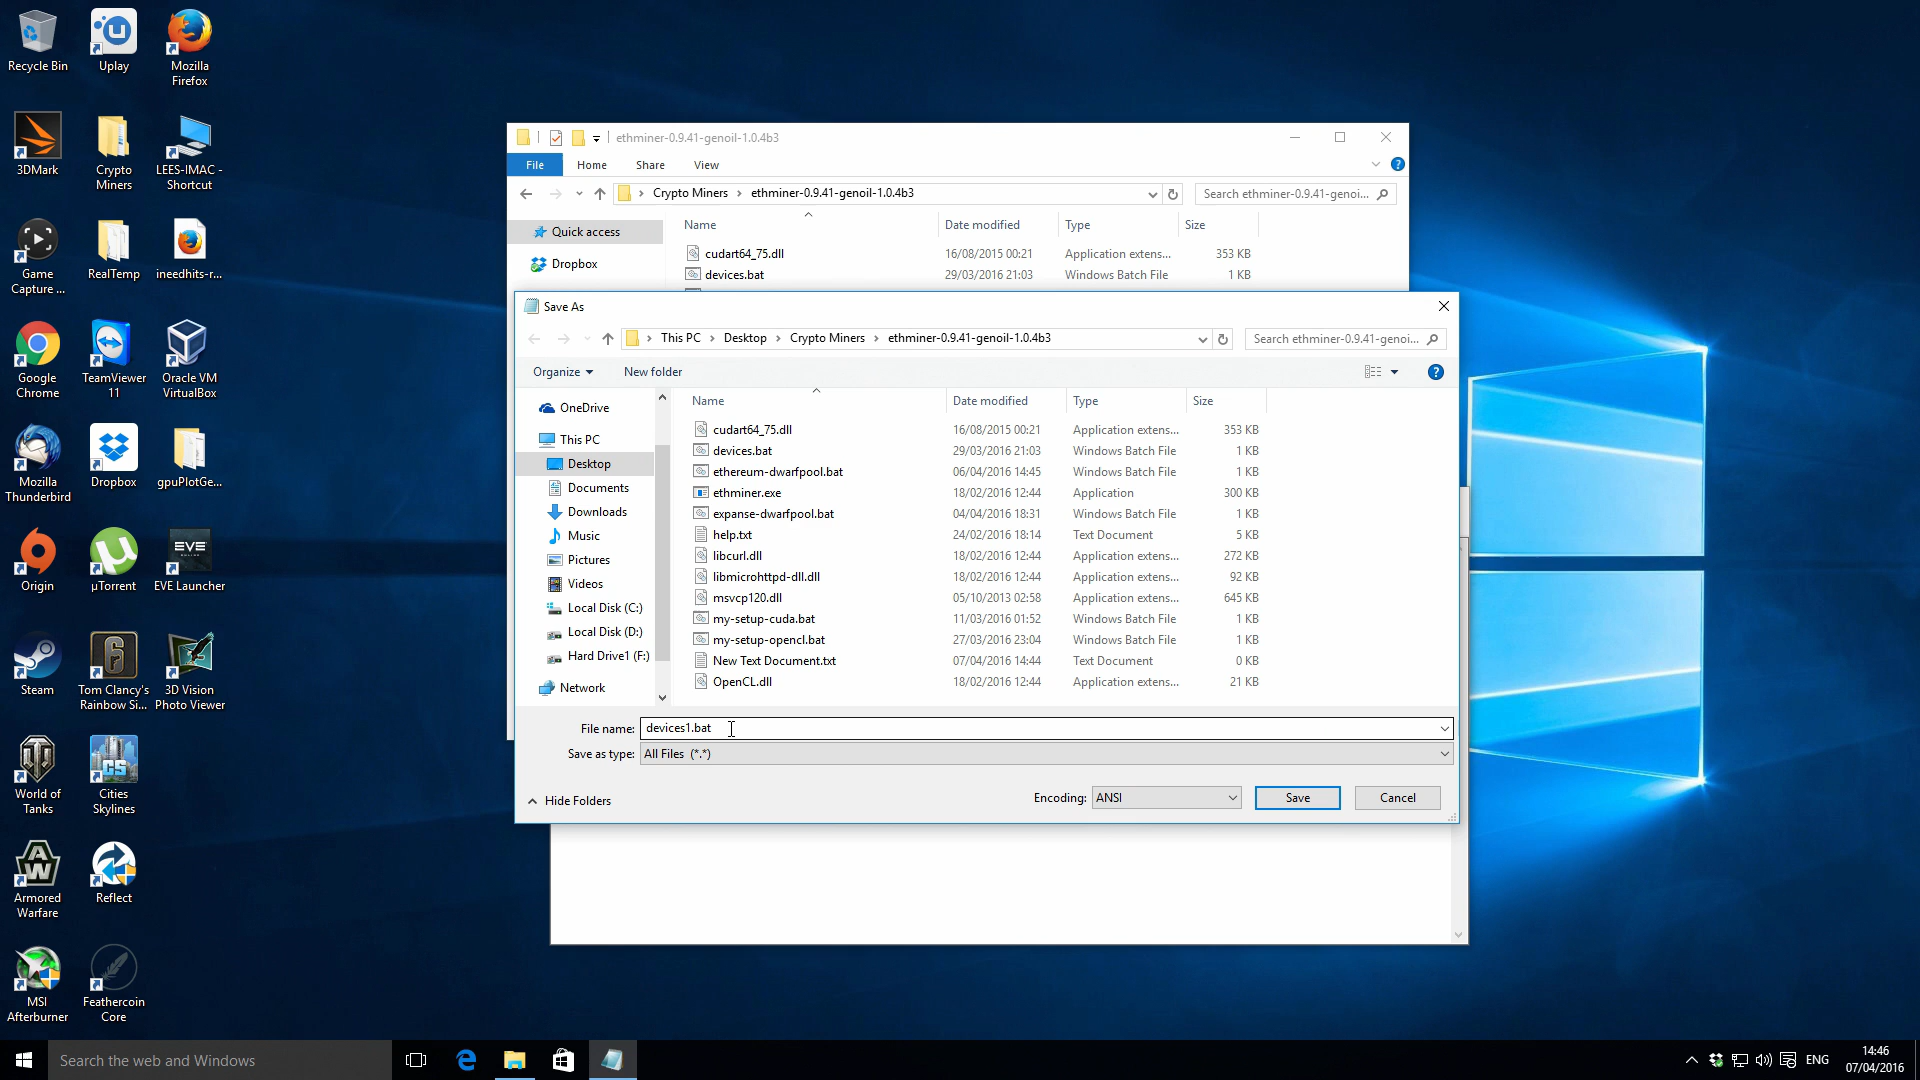 Recycle Bin
Uplay
Mozilla
Firefox
3DMark
Crypto
Miners
LEES-IMAC -
Shortcut
Game
Capture ...
RealTemp
ineedhits-r...
Google
Chrome
TeamViewer
11
Oracle VM
VirtualBox
Mozilla
Thunderbird
Dropbox
gpuPlotGe...
Origin
µTorrent
EVE Launcher
Steam
Tom Clancy's
Rainbow Si...
3D Vision
Photo Viewer
World of
Tanks
Cities
Skylines
Armored
Warfare
Reflect
MSI
Afterburner
Feathercoin
Core
ethminer-0.9.41-genoil-1.0.4b3
File Home Share View
Crypto Miners ethminer-0.9.41-genoil-1.0.4b3
Search ethminer-0.9.41-genoi...
Quick access
Dropbox
Name Date modified Type Size
cudart64_75.dll 16/08/2015 00:21 Application extens... 353 KB
devices.bat 29/03/2016 21:03 Windows Batch File 1 KB
Save As
This PC Desktop Crypto Miners ethminer-0.9.41-genoil-1.0.4b3
Search ethminer-0.9.41-genoi...
Organize New folder
OneDrive
This PC
Desktop
Documents
Downloads
Music
Pictures
Videos
Local Disk (C:)
Local Disk (D:)
Hard Drive1 (F:)
Network
Name Date modified Type Size
cudart64_75.dll 16/08/2015 00:21 Application extens... 353 KB
devices.bat 29/03/2016 21:03 Windows Batch File 1 KB
ethereum-dwarfpool.bat 06/04/2016 14:45 Windows Batch File 1 KB
ethminer.exe 18/02/2016 12:44 Application 300 KB
expanse-dwarfpool.bat 04/04/2016 18:31 Windows Batch File 1 KB
help.txt 24/02/2016 18:14 Text Document 5 KB
libcurl.dll 18/02/2016 12:44 Application extens... 272 KB
libmicrohttpd-dll.dll 18/02/2016 12:44 Application extens... 92 KB
msvcp120.dll 05/10/2013 02:58 Application extens... 645 KB
my-setup-cuda.bat 11/03/2016 01:52 Windows Batch File 1 KB
my-setup-opencl.bat 27/03/2016 23:04 Windows Batch File 1 KB
New Text Document.txt 07/04/2016 14:44 Text Document 0 KB
OpenCL.dll 18/02/2016 12:44 Application extens... 21 KB
File name: devices1.bat
Save as type: All Files (*.*)
Hide Folders
Encoding: ANSI
Save
Cancel
Search the web and Windows
ENG
14:46
07/04/2016